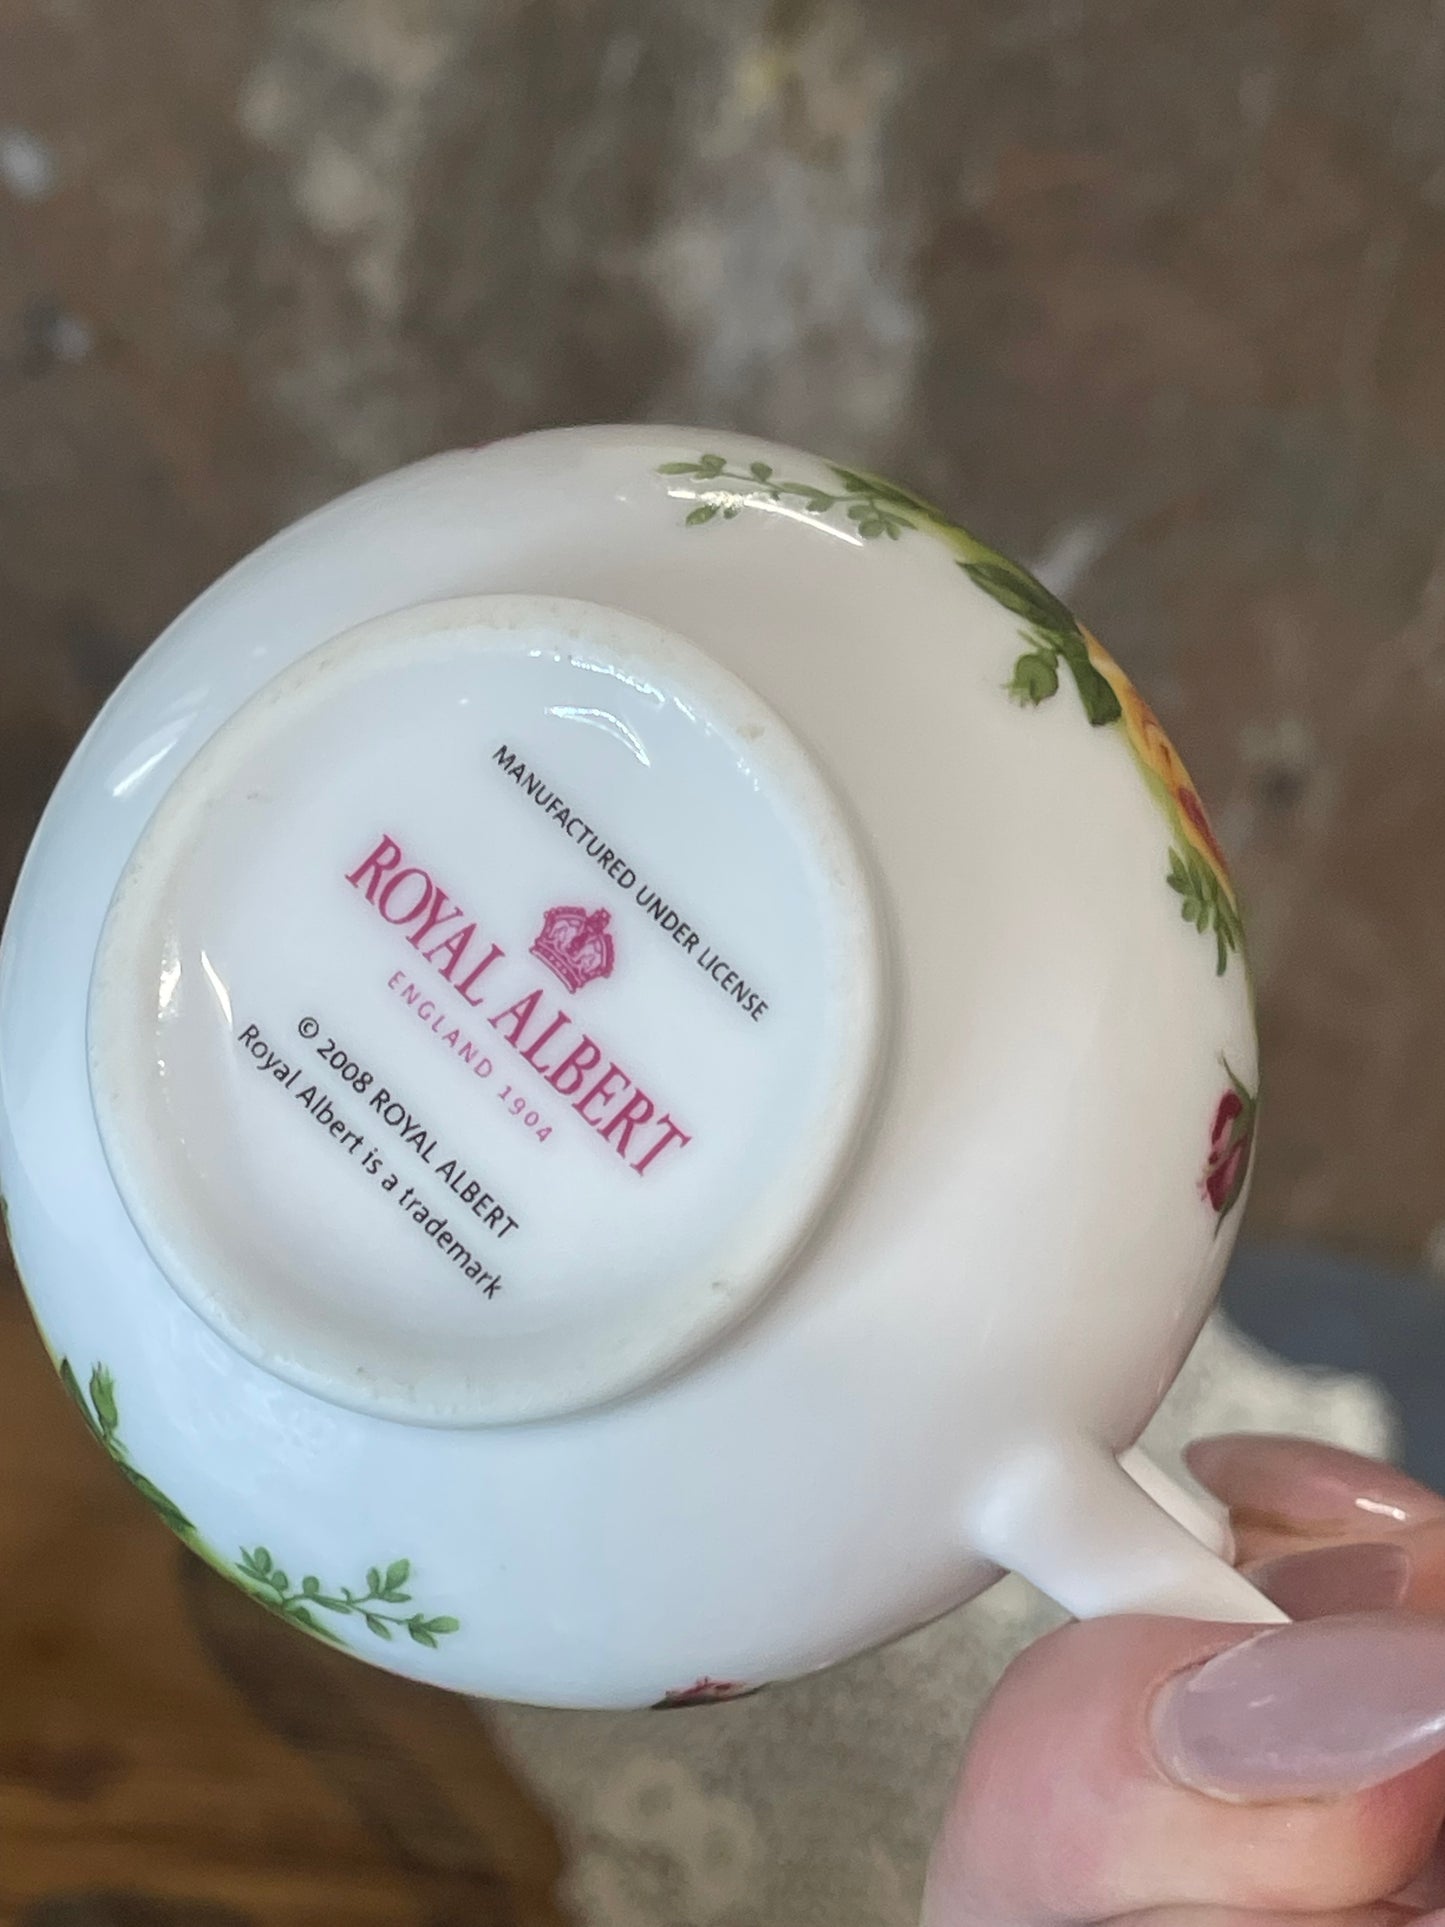 MANUFACTURED UNDER LICENSE
ROYAL ALBERT
ENGLAND 1904
© 2008 ROYAL ALBERT
Royal Albert is a trademark